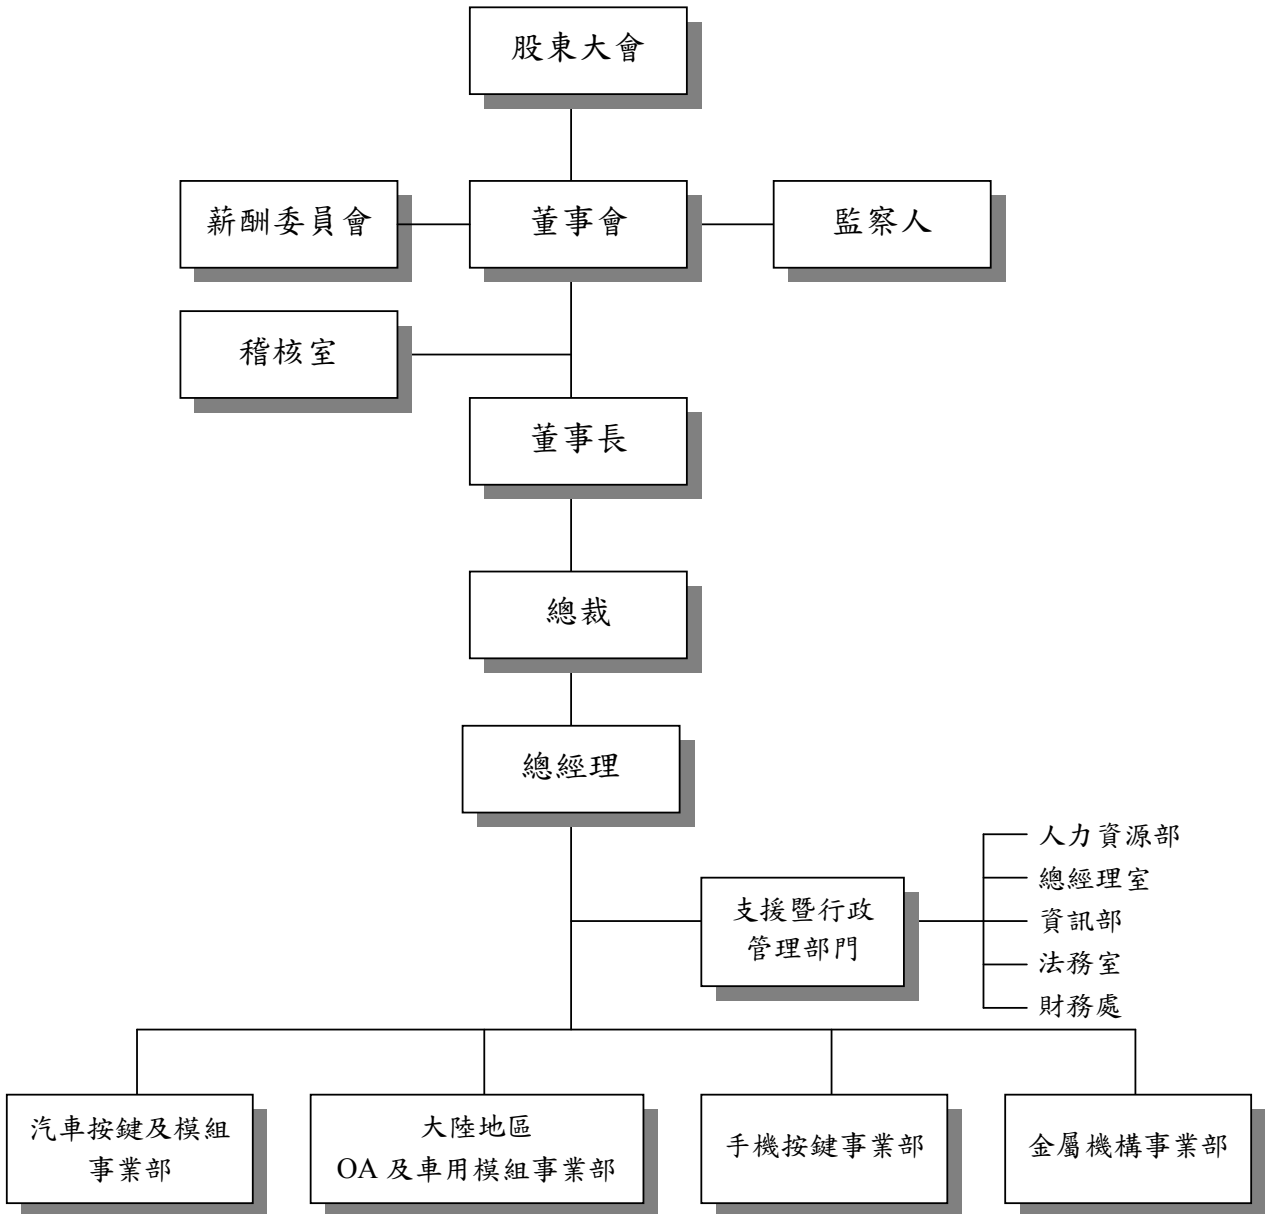 股東大會
薪酬委員會
董事會
監察人
稽核室
董事長
總裁
總經理
人力資源部
總經理室
資訊部
法務室
財務處
支援暨行政
管理部門
汽車按鍵及模組
事業部
大陸地區
OA 及車用模組事業部
手機按鍵事業部
金屬機構事業部